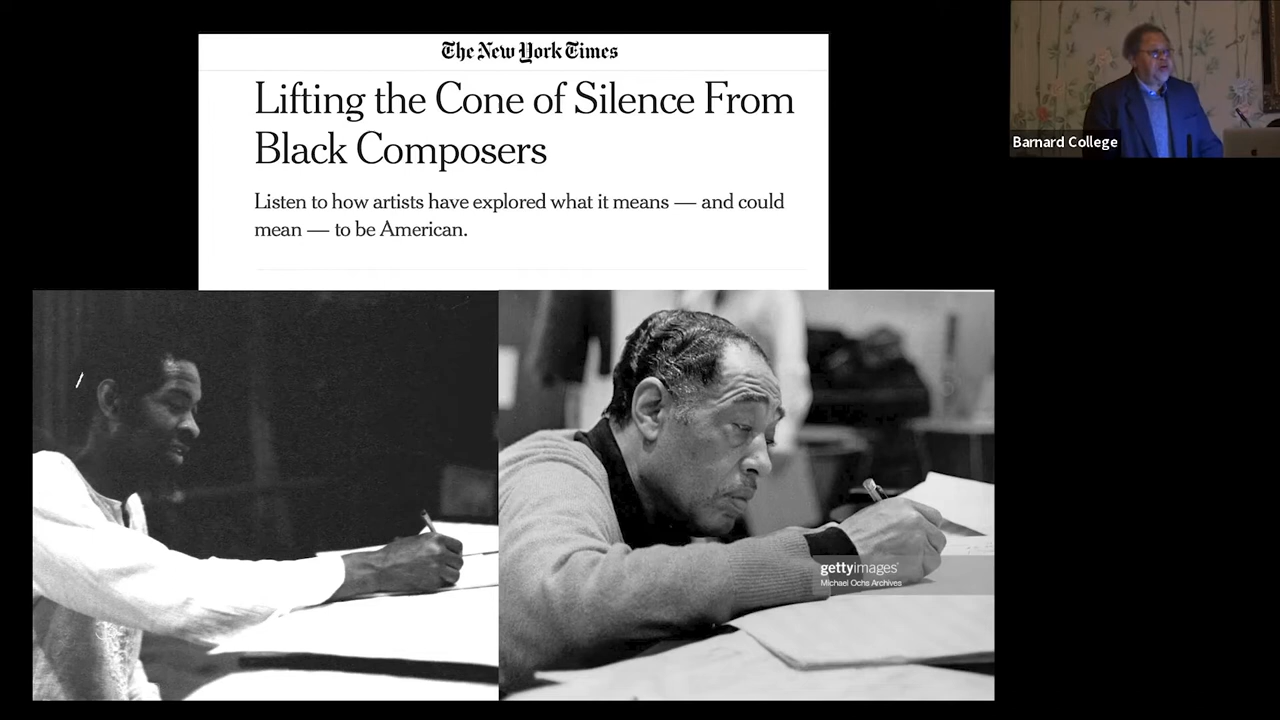 The New York Times
Lifting the Cone of Silence From
Black Composers
Listen to how artists have explored what it means — and could
mean — to be American.
Barnard College
gettyimages®
Michael Ochs Archives